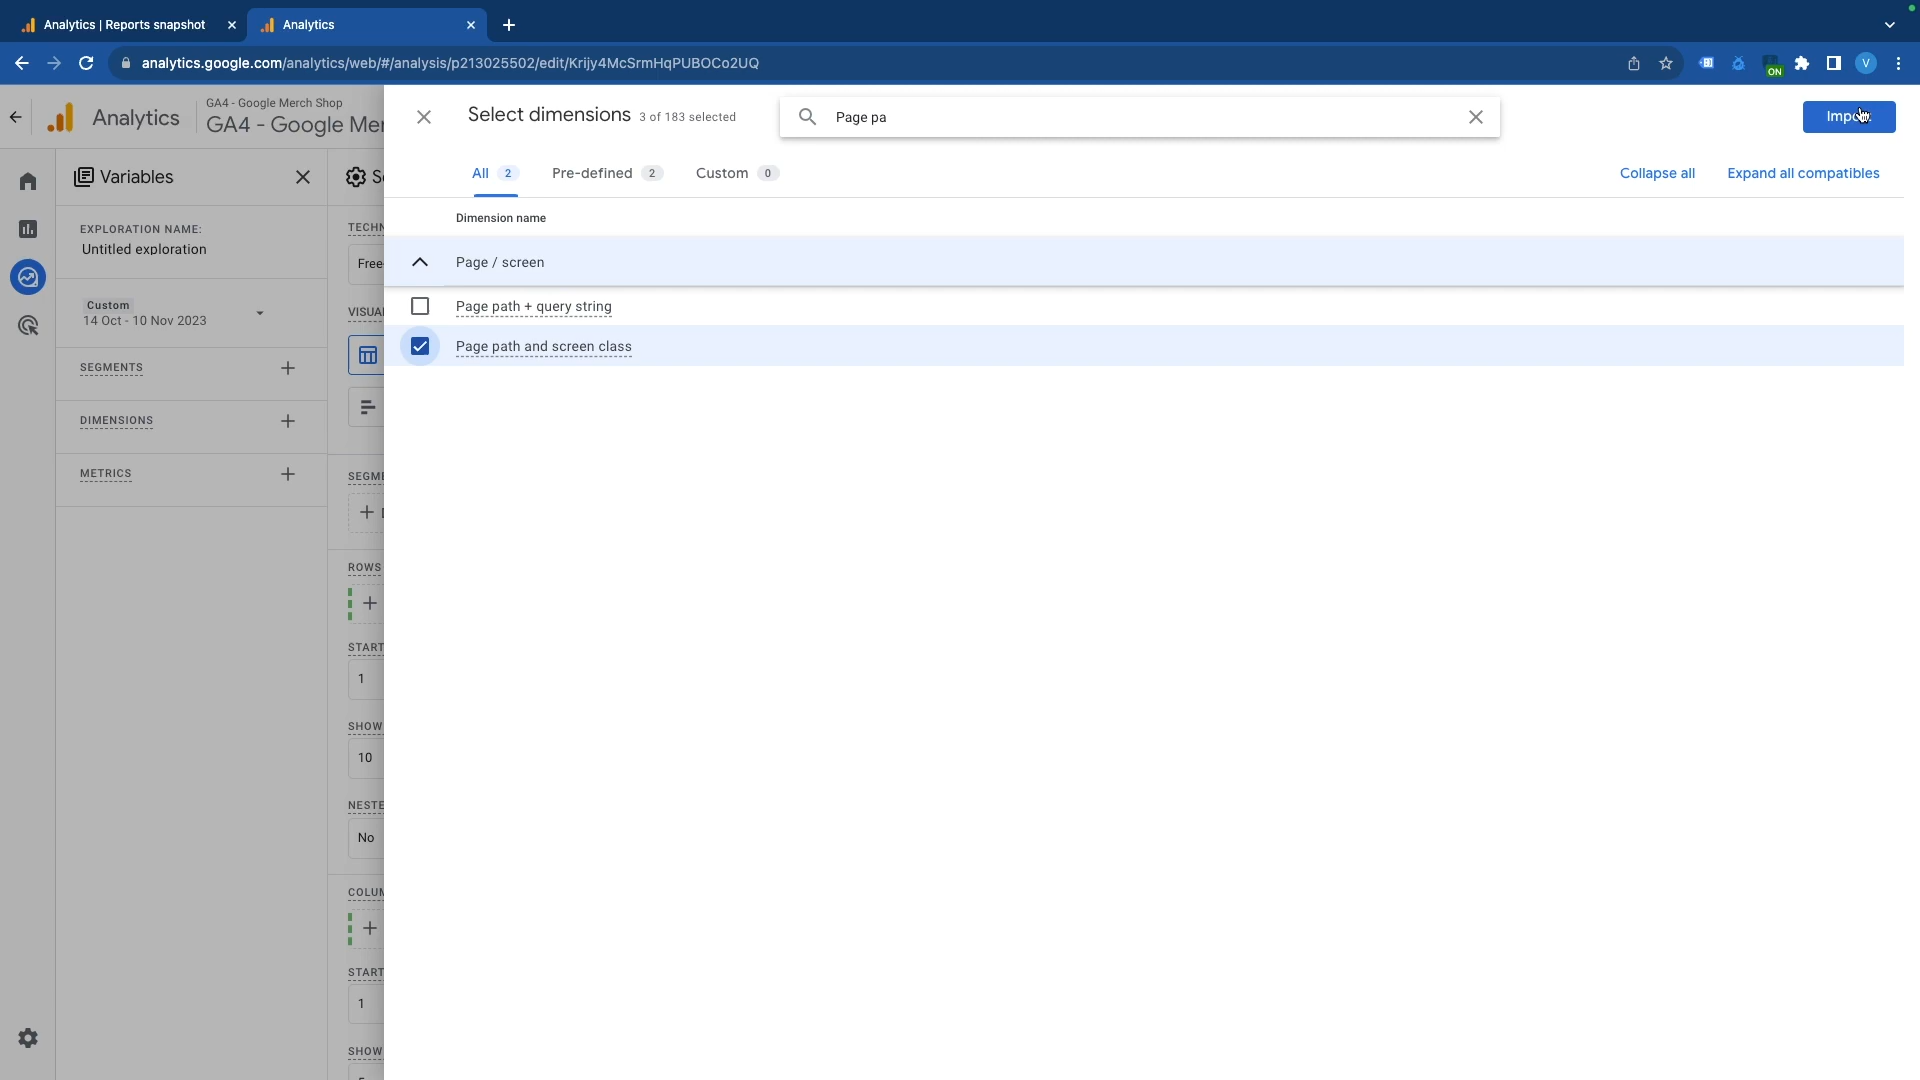 Analytics | Reports snapshot
Analytics
analytics.google.com/analytics/web/#/analysis/p213025502/edit/Krijy4McSrmHqPUBOCo2UQ
ON
V
Analytics
GA4 - Google Merch Shop
GA4 - Google Mer
Select dimensions 3 of 183 selected
Page pa
All 2
Pre-defined 2
Custom 0
Collapse all
Expand all compatibles
Variables
EXPLORATION NAME:
Untitled exploration
Custom
14 Oct - 10 Nov 2023
SEGMENTS
DIMENSIONS
METRICS
TECHN
Free-
VISUAL
SEGME
ROWS
START
1
SHOW
10
NESTE
No
COLUM
START
1
SHOW
Dimension name
Page / screen
Page path + query string
Page path and screen class